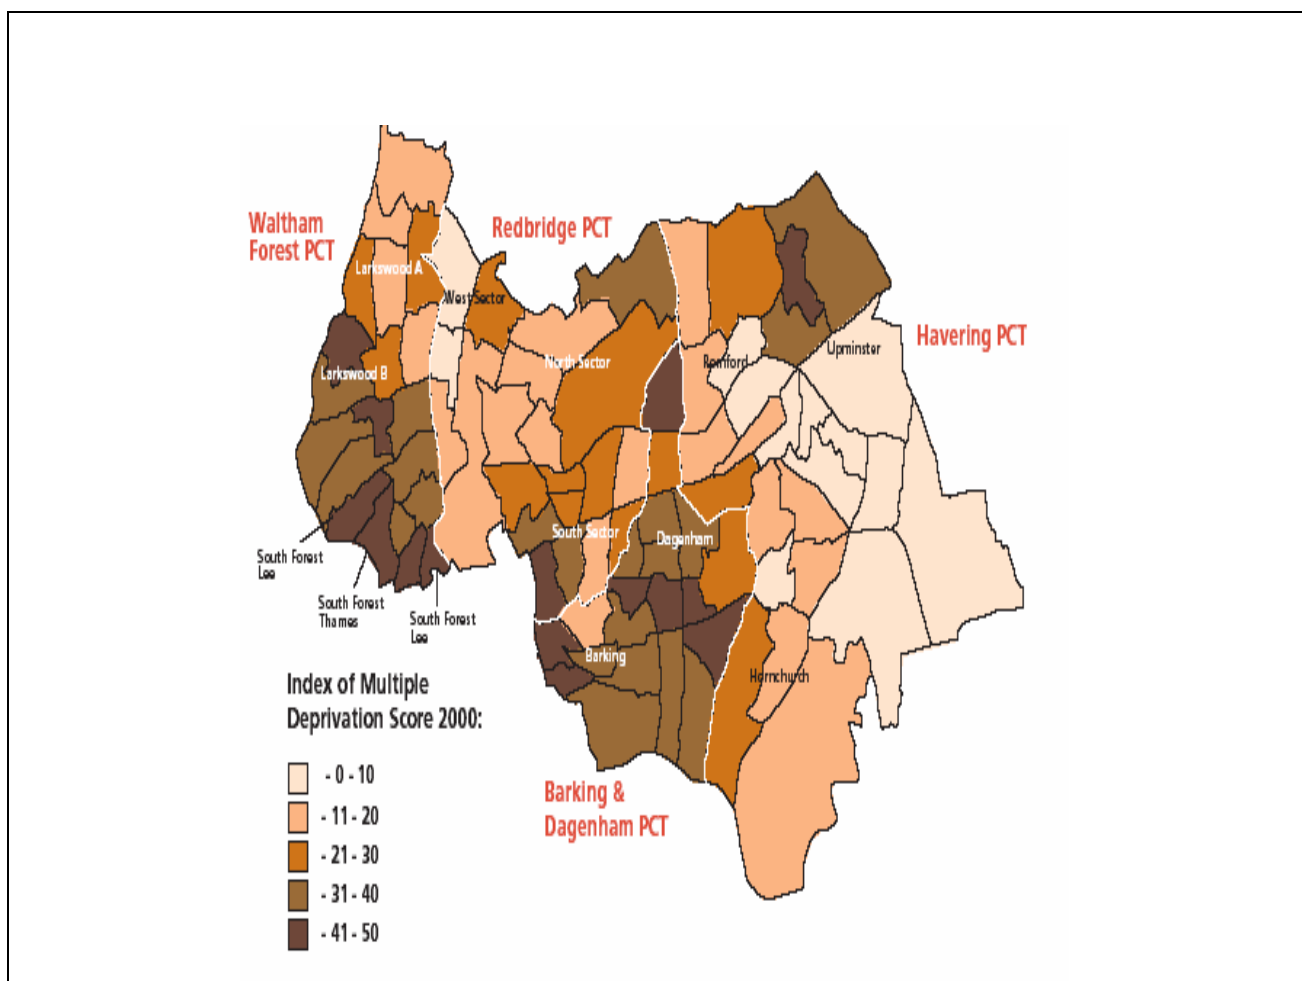 Waltham
Forest PCT
Redbridge PCT
Larkswood A
West Sector
Havering PCT
North Sector
Romford
Upminster
Larkswood B
South Sector
Dagenham
South Forest
Lee
South Forest
Thames
South Forest
Lee
Barking
Hornchurch
Index of Multiple
Deprivation Score 2000:
- 0 - 10
- 11 - 20
- 21 - 30
- 31 - 40
- 41 - 50
Barking &
Dagenham PCT